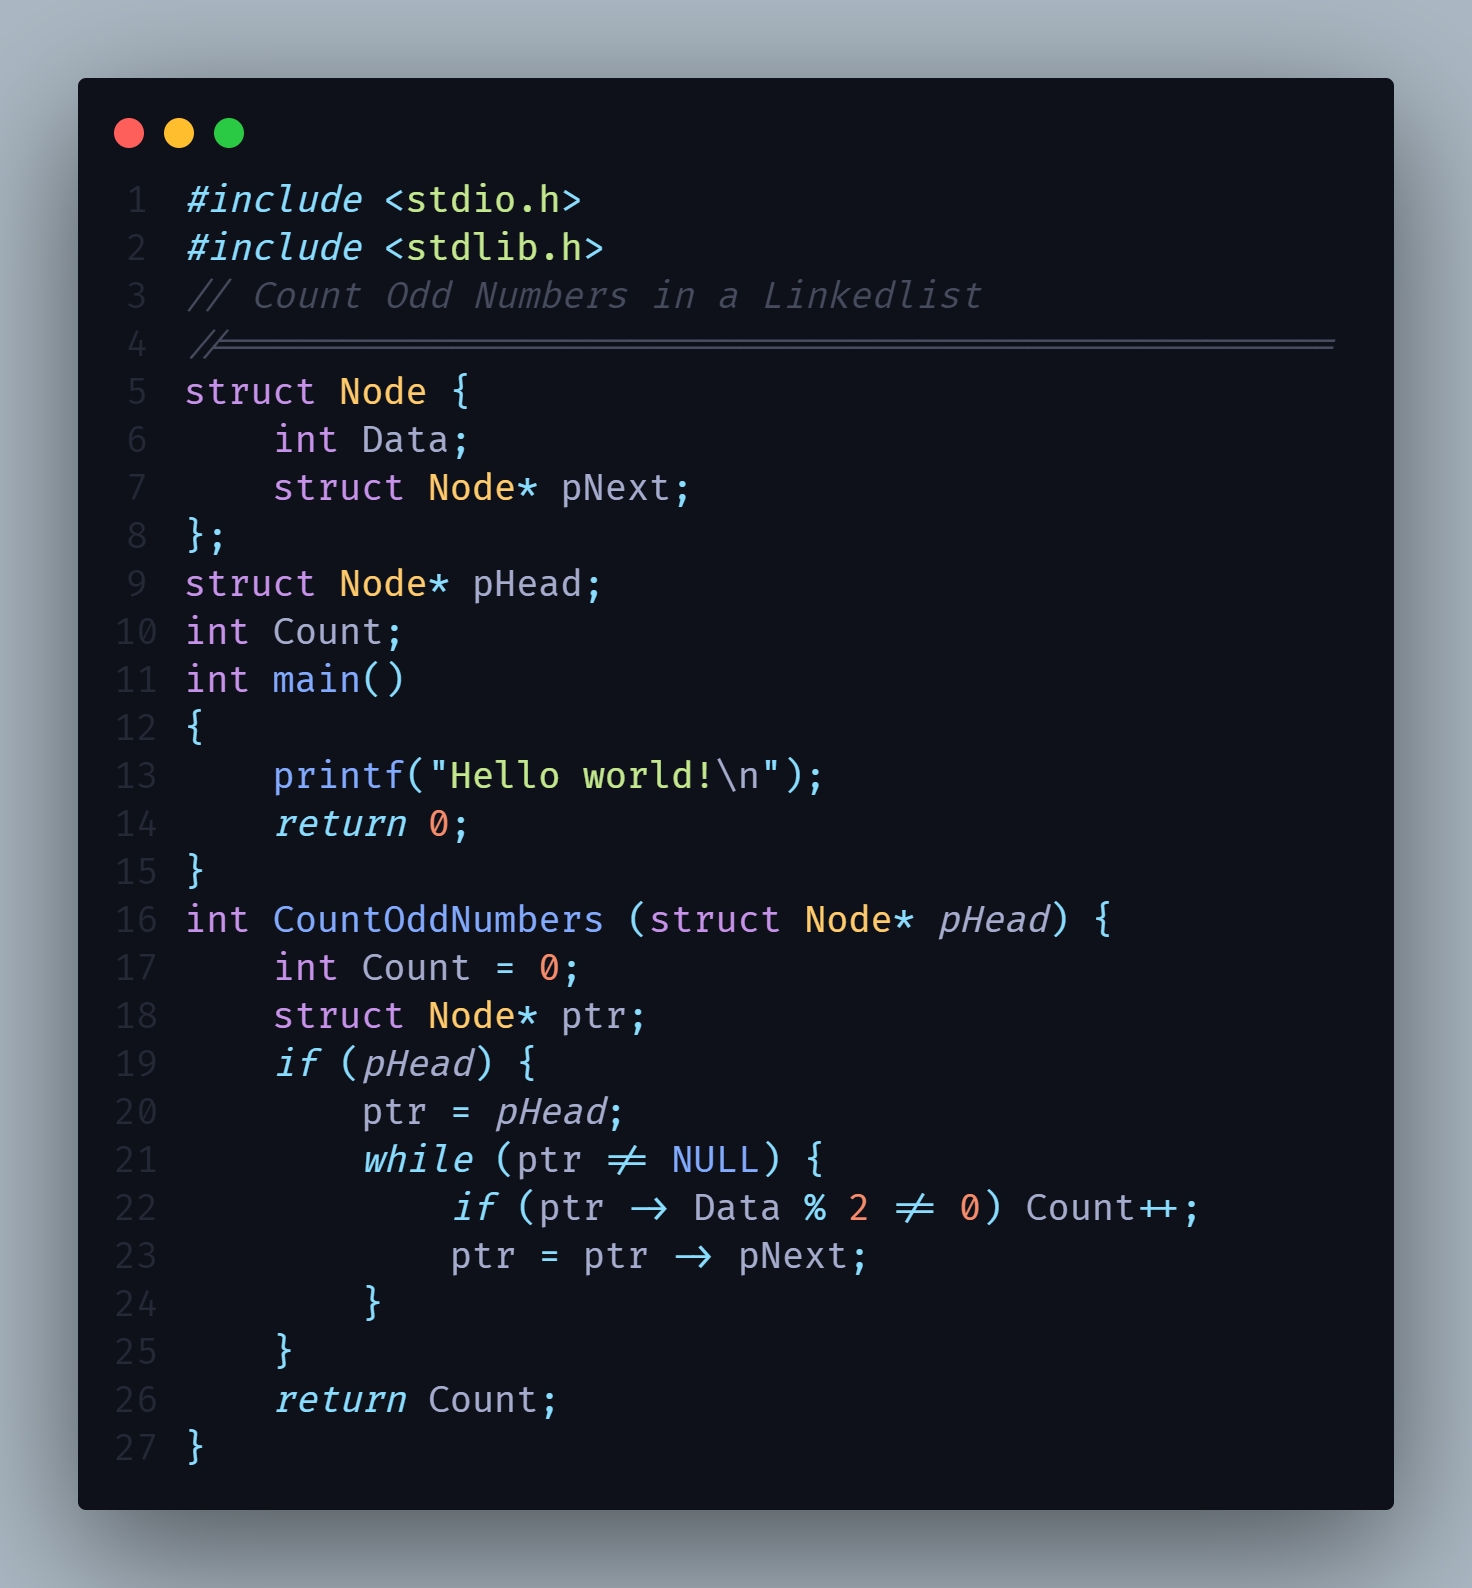 1 #include <stdio.h>
2 #include <stdlib.h>
3 // Count Odd Numbers in a Linkedlist
4 //===================================================
5 struct Node {
6     int Data;
7     struct Node* pNext;
8 };
9 struct Node* pHead;
10 int Count;
11 int main()
12 {
13     printf("Hello world!\n");
14     return 0;
15 }
16 int CountOddNumbers (struct Node* pHead) {
17     int Count = 0;
18     struct Node* ptr;
19     if (pHead) {
20         ptr = pHead;
21         while (ptr != NULL) {
22             if (ptr -> Data % 2 != 0) Count++;
23             ptr = ptr -> pNext;
24         }
25     }
26     return Count;
27 }